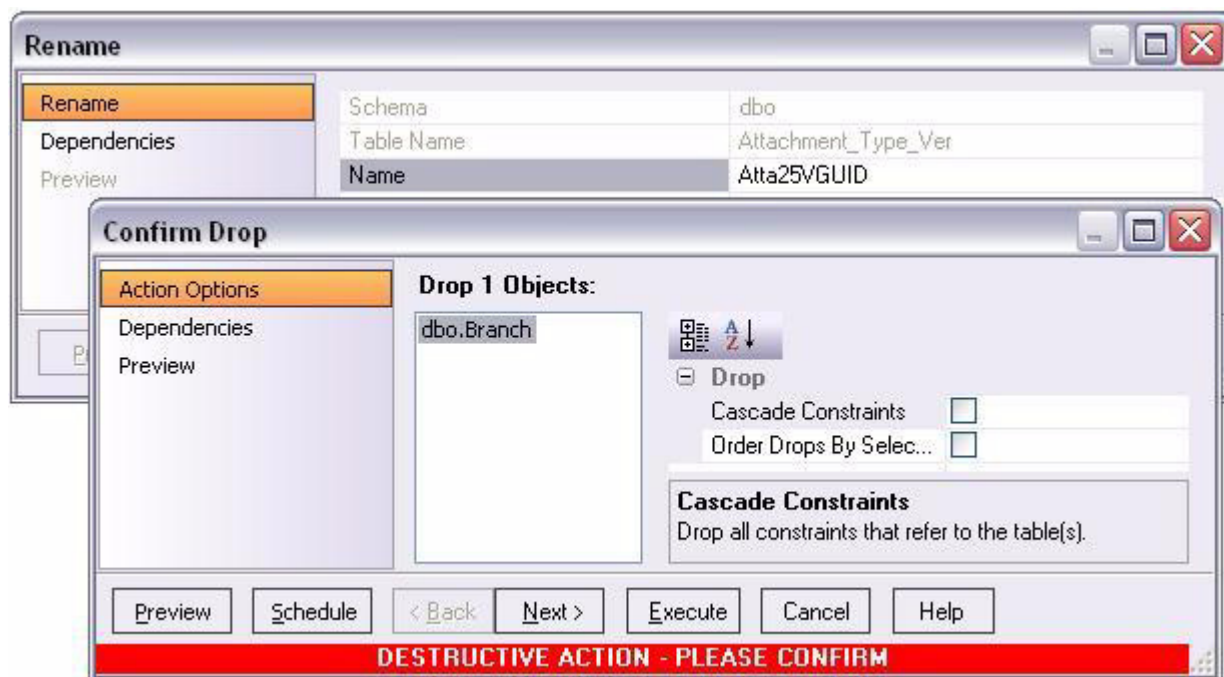 Rename
Rename
Schema dbo
Dependencies
Table Name Attachment_Type_Ver
Preview
Name Atta25VGUID
Confirm Drop
Action Options
Dependencies
Preview
Drop 1 Objects:
dbo.Branch
A
Z
Drop
Cascade Constraints
Order Drops By Selec...
Cascade Constraints
Drop all constraints that refer to the table(s).
Preview Schedule < Back Next > Execute Cancel Help
DESTRUCTIVE ACTION - PLEASE CONFIRM